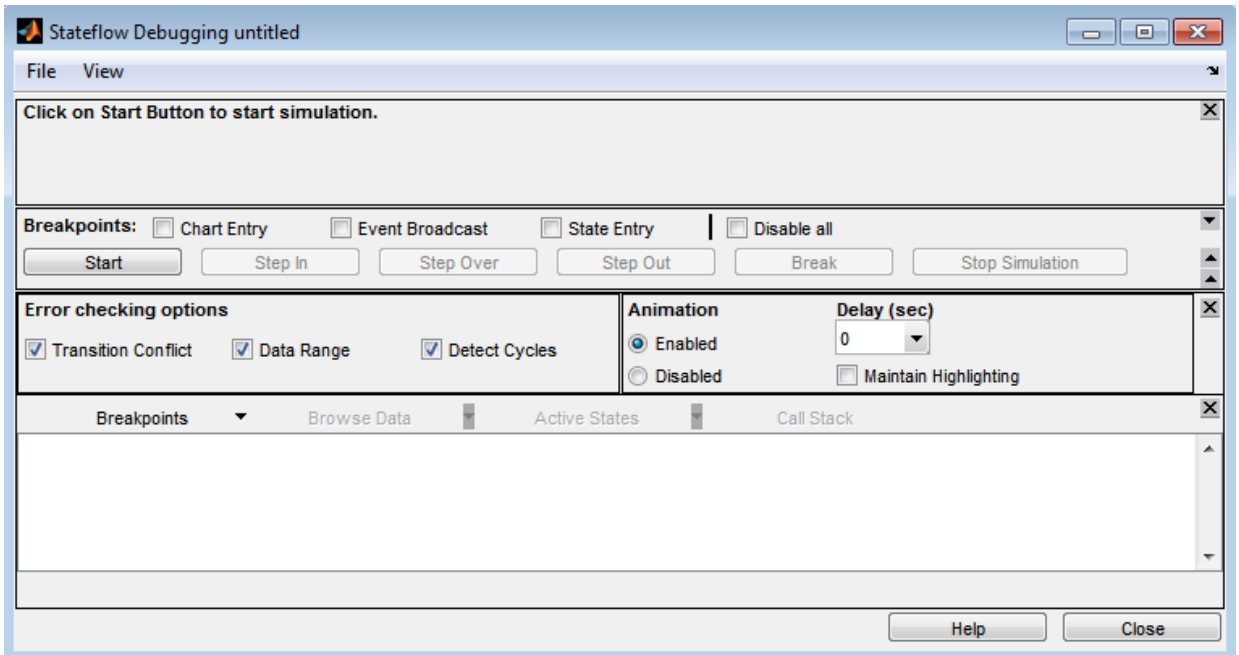 Stateflow Debugging untitled
File View
Click on Start Button to start simulation.
Breakpoints: Chart Entry Event Broadcast State Entry Disable all
Start Step In Step Over Step Out Break Stop Simulation
Error checking options
Transition Conflict Data Range Detect Cycles
Animation Delay (sec)
Enabled 0
Disabled Maintain Highlighting
Breakpoints Browse Data Active States Call Stack
Help Close